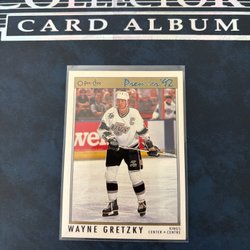 COLLECTOR
CARD ALBUM
O-Pee-Chee Premier 92
C
WAYNE GRETZKY
KINGS
CENTER • CENTRE